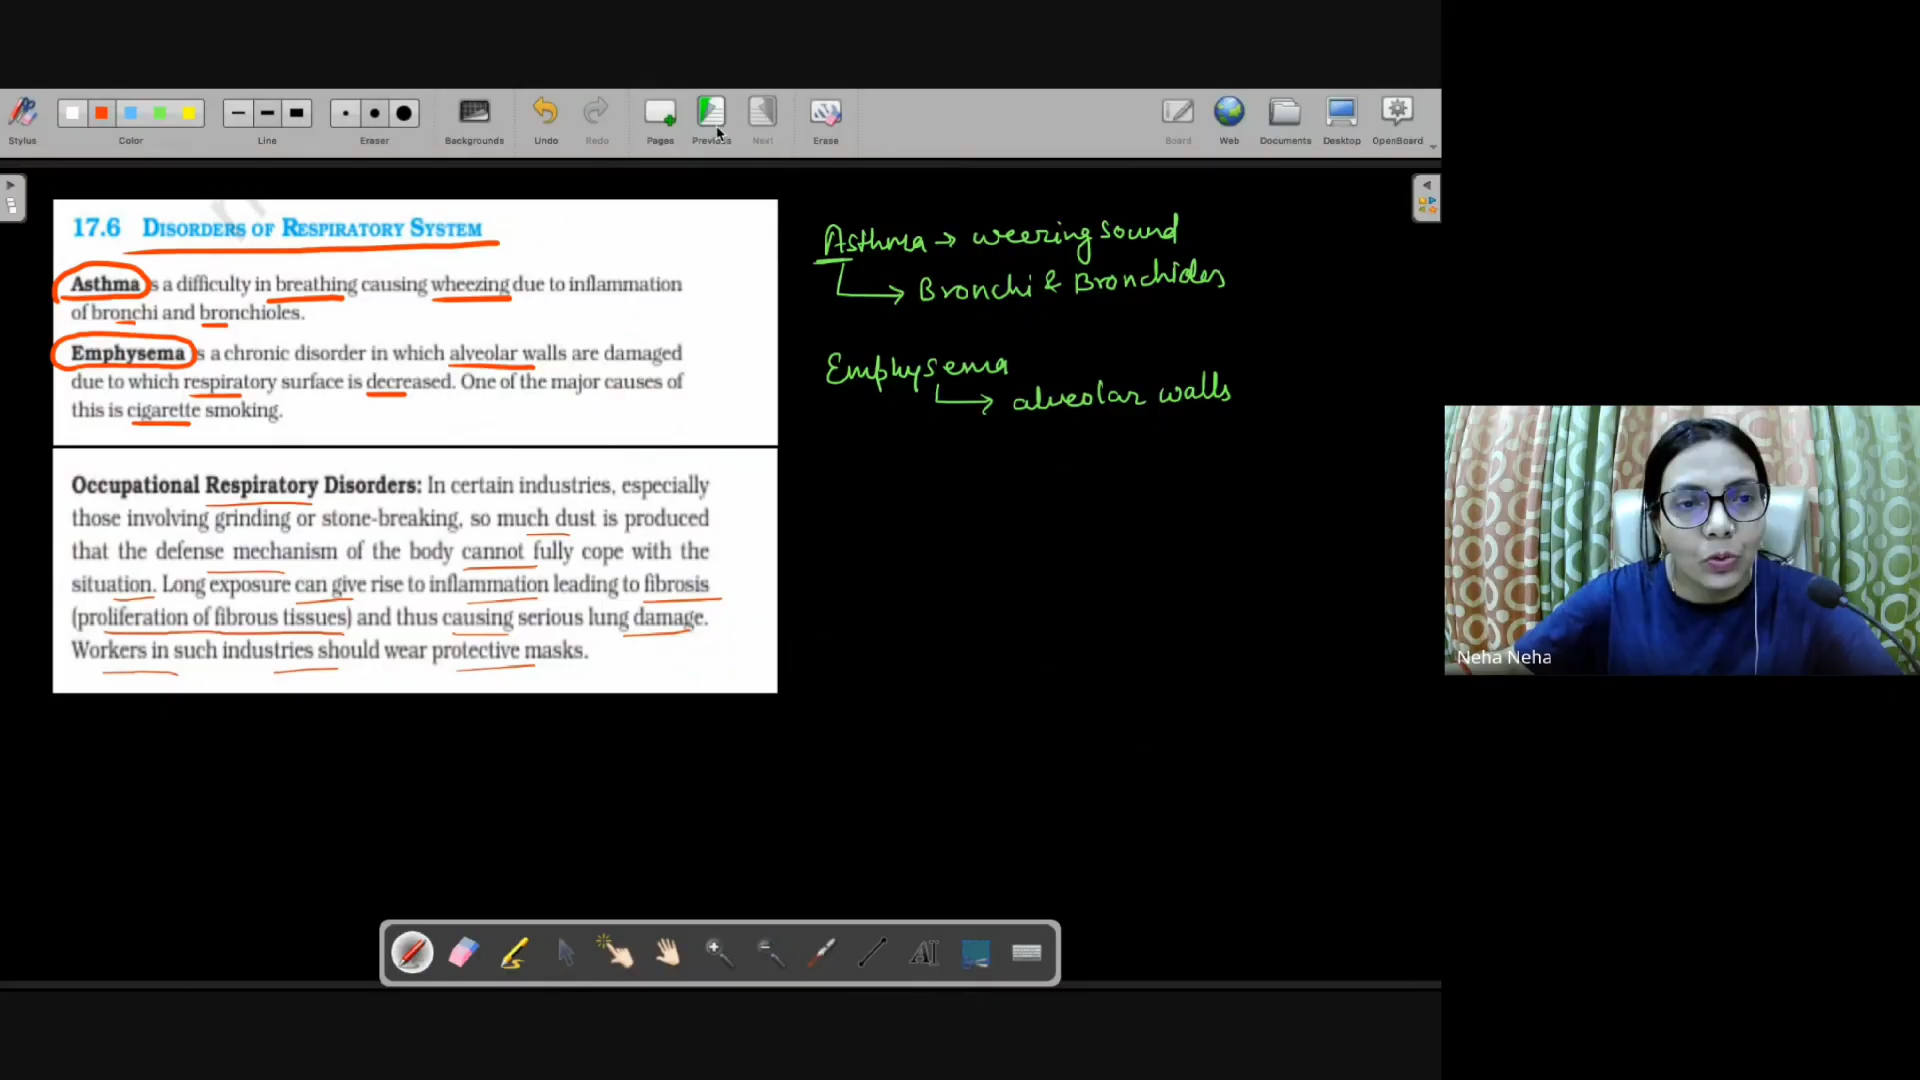 Stylus
Color
Line
Eraser
Backgrounds
Undo
Redo
Pages
Previous
Next
Erase
Board
Web
Documents
Desktop
OpenBoard
17.6 DISORDERS OF RESPIRATORY SYSTEM
Asthma is a difficulty in breathing causing wheezing due to inflammation
of bronchi and bronchioles.
Emphysema is a chronic disorder in which alveolar walls are damaged
due to which respiratory surface is decreased. One of the major causes of
this is cigarette smoking.
Occupational Respiratory Disorders: In certain industries, especially
those involving grinding or stone-breaking, so much dust is produced
that the defense mechanism of the body cannot fully cope with the
situation. Long exposure can give rise to inflammation leading to fibrosis
(proliferation of fibrous tissues) and thus causing serious lung damage.
Workers in such industries should wear protective masks.
Asthma → weezing sound
Bronchi & Bronchioles
Emphysema
alveolar walls
Neha Neha
AI